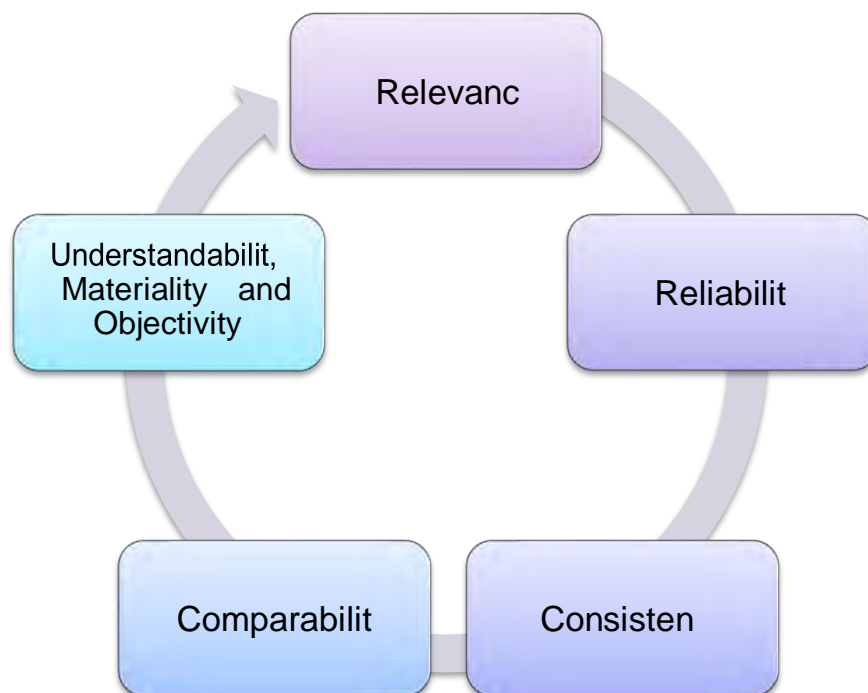 Relevanc
Reliabilit
Consisten
Comparabilit
Understandabilit,
Materiality and
Objectivity